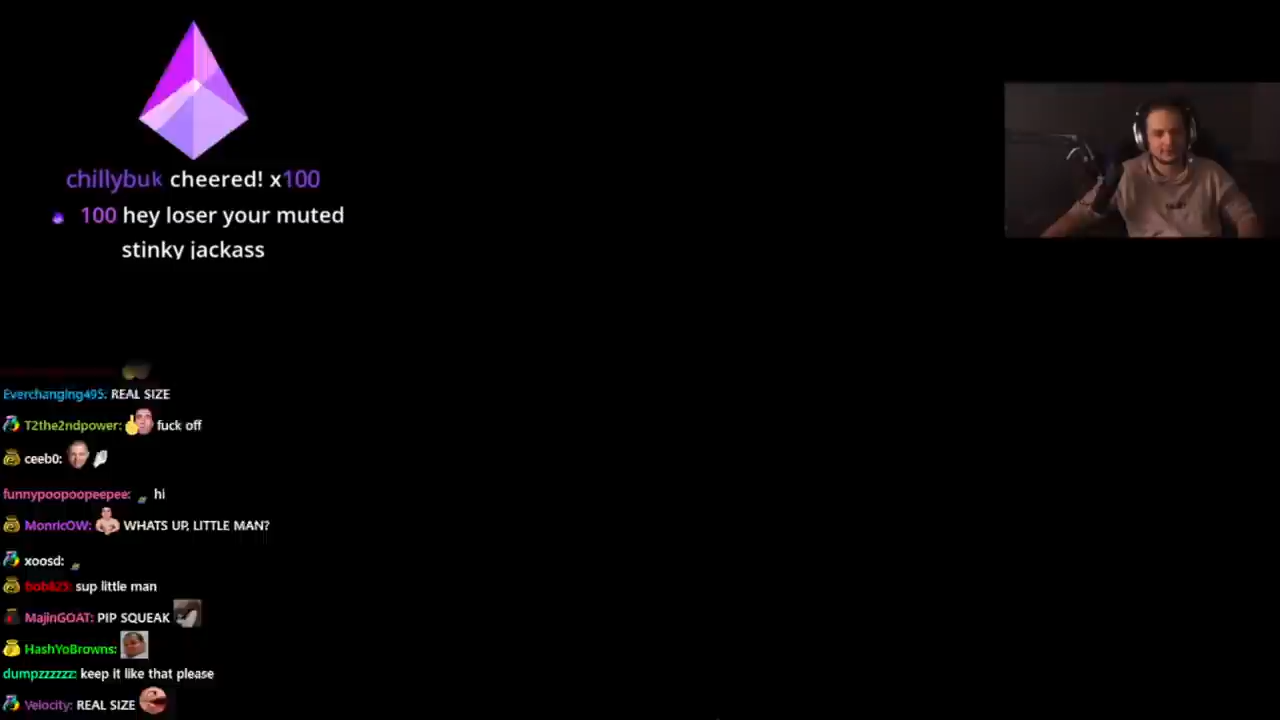 chillybuk cheered! x100
100 hey loser your muted
stinky jackass
Everchanging495: REAL SIZE
T2the2ndpower: fuck off
ceeb0:
funnypoopoopeepee: hi
MonricOW: WHATS UP, LITTLE MAN?
xoosd:
sup little man
MajinGOAT: PIP SQUEAK
HashYoBrowns:
dumpzzzzzz: keep it like that please
Velocity: REAL SIZE